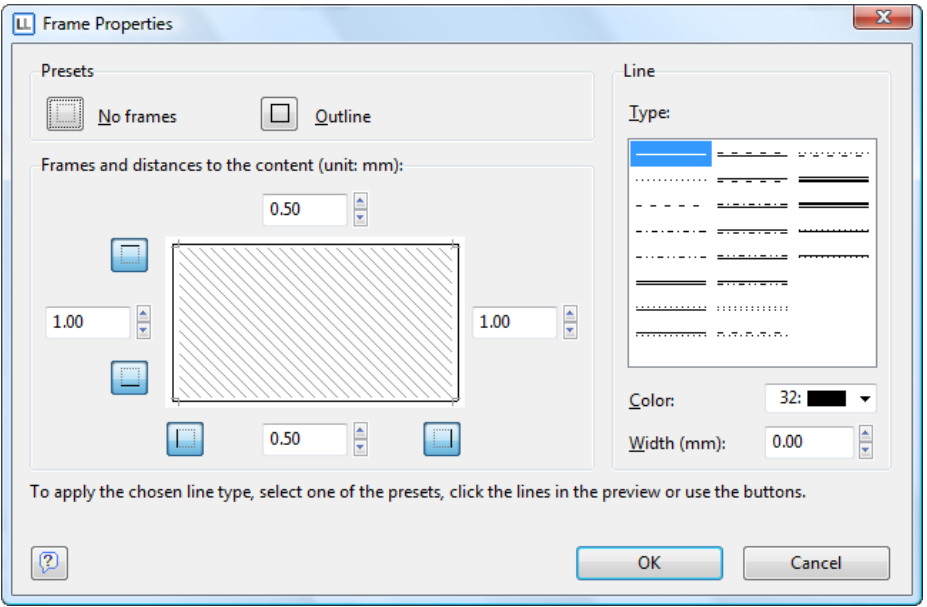 LL Frame Properties
Presets
No frames
Outline
Frames and distances to the content (unit: mm):
0.50
1.00
1.00
0.50
Line
Type:
Color:
32:
Width (mm):
0.00
To apply the chosen line type, select one of the presets, click the lines in the preview or use the buttons.
OK
Cancel